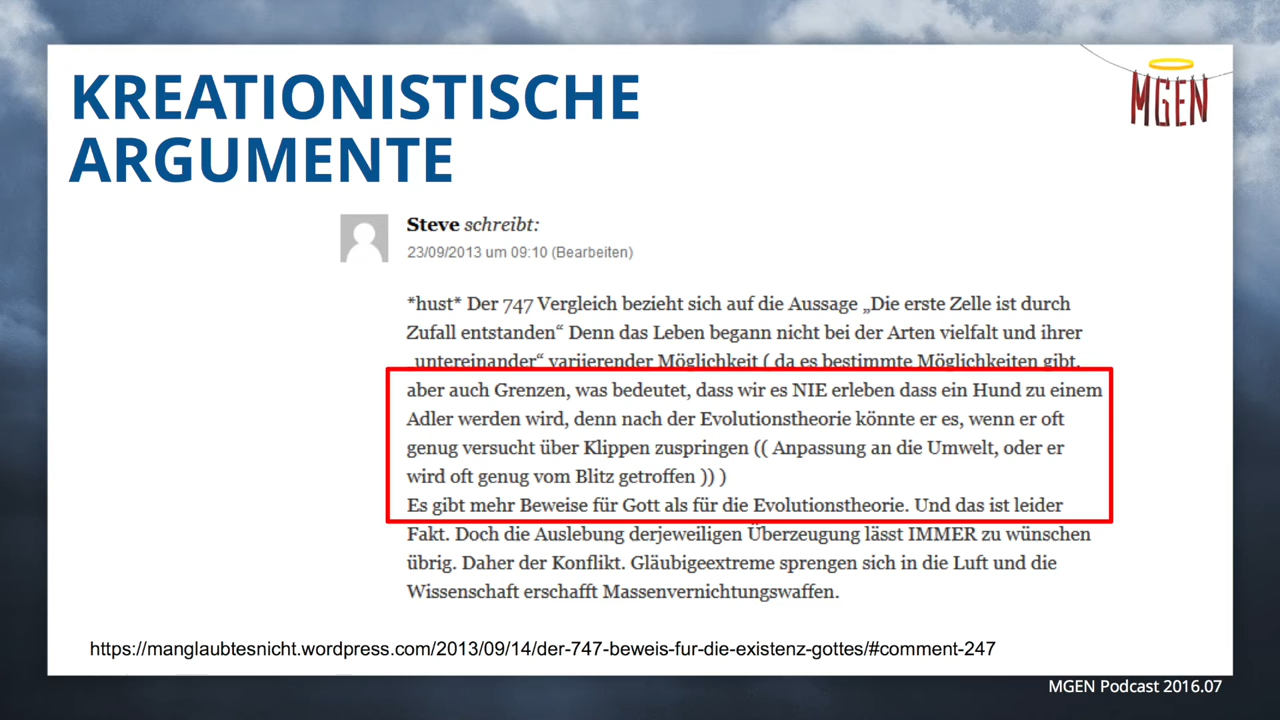 KREATIONISTISCHE
ARGUMENTE
MGEN
Steve schreibt:
23/09/2013 um 09:10 (Bearbeiten)
*hust* Der 747 Vergleich bezieht sich auf die Aussage „Die erste Zelle ist durch
Zufall entstanden“ Denn das Leben begann nicht bei der Arten vielfalt und ihrer
„untereinander“ variierender Möglichkeit ( da es bestimmte Möglichkeiten gibt,
aber auch Grenzen, was bedeutet, dass wir es NIE erleben dass ein Hund zu einem
Adler werden wird, denn nach der Evolutionstheorie könnte er es, wenn er oft
genug versucht über Klippen zuspringen (( Anpassung an die Umwelt, oder er
wird oft genug vom Blitz getroffen )) )
Es gibt mehr Beweise für Gott als für die Evolutionstheorie. Und das ist leider
Fakt. Doch die Auslebung derjeweiligen Überzeugung lässt IMMER zu wünschen
übrig. Daher der Konflikt. Gläubigeextreme sprengen sich in die Luft und die
Wissenschaft erschafft Massenvernichtungswaffen.
https://manglaubtesnicht.wordpress.com/2013/09/14/der-747-beweis-fur-die-existenz-gottes/#comment-247
MGEN Podcast 2016.07